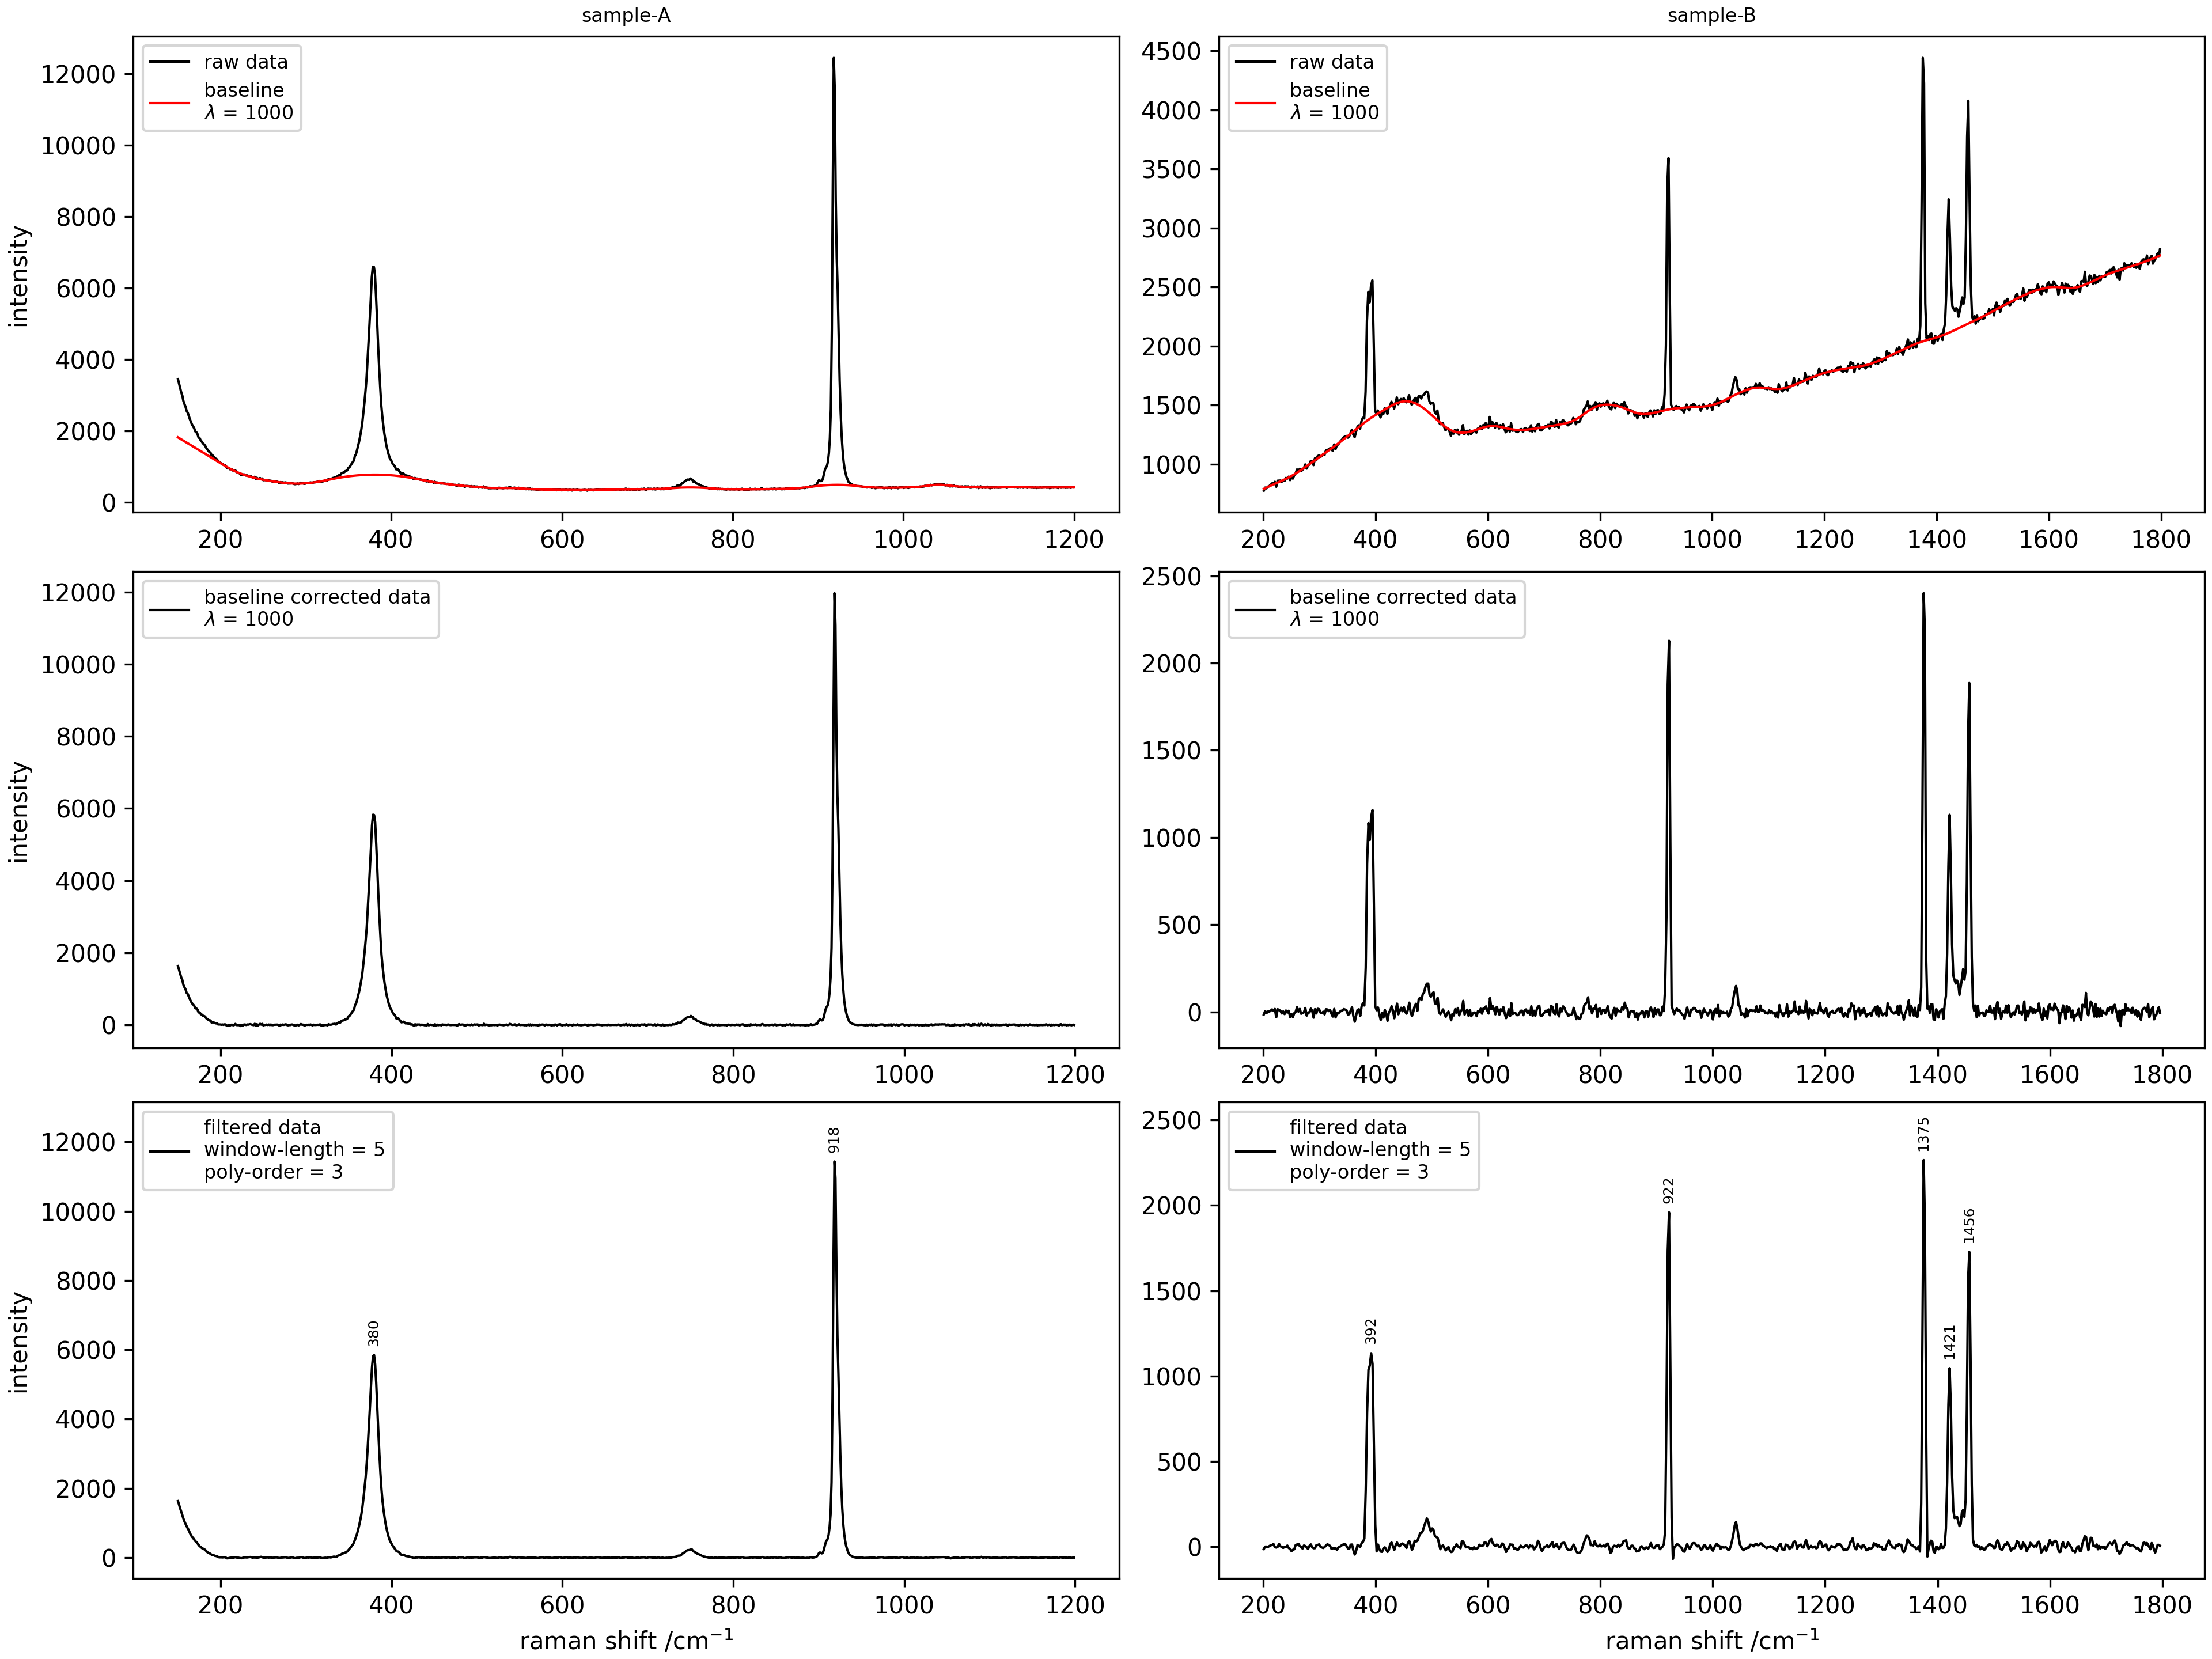 sample-A
sample-B
raw data
baseline
λ = 1000
intensity
12000
10000
8000
6000
4000
2000
0
200 400 600 800 1000 1200
raw data
baseline
λ = 1000
4500
4000
3500
3000
2500
2000
1500
1000
200 400 600 800 1000 1200 1400 1600 1800
baseline corrected data
λ = 1000
intensity
12000
10000
8000
6000
4000
2000
0
200 400 600 800 1000 1200
baseline corrected data
λ = 1000
2500
2000
1500
1000
500
0
200 400 600 800 1000 1200 1400 1600 1800
filtered data
window-length = 5
poly-order = 3
intensity
12000
10000
8000
6000
4000
2000
0
380
918
200 400 600 800 1000 1200
raman shift /cm⁻¹
filtered data
window-length = 5
poly-order = 3
2500
2000
1500
1000
500
0
392
922
1375
1421
1456
200 400 600 800 1000 1200 1400 1600 1800
raman shift /cm⁻¹